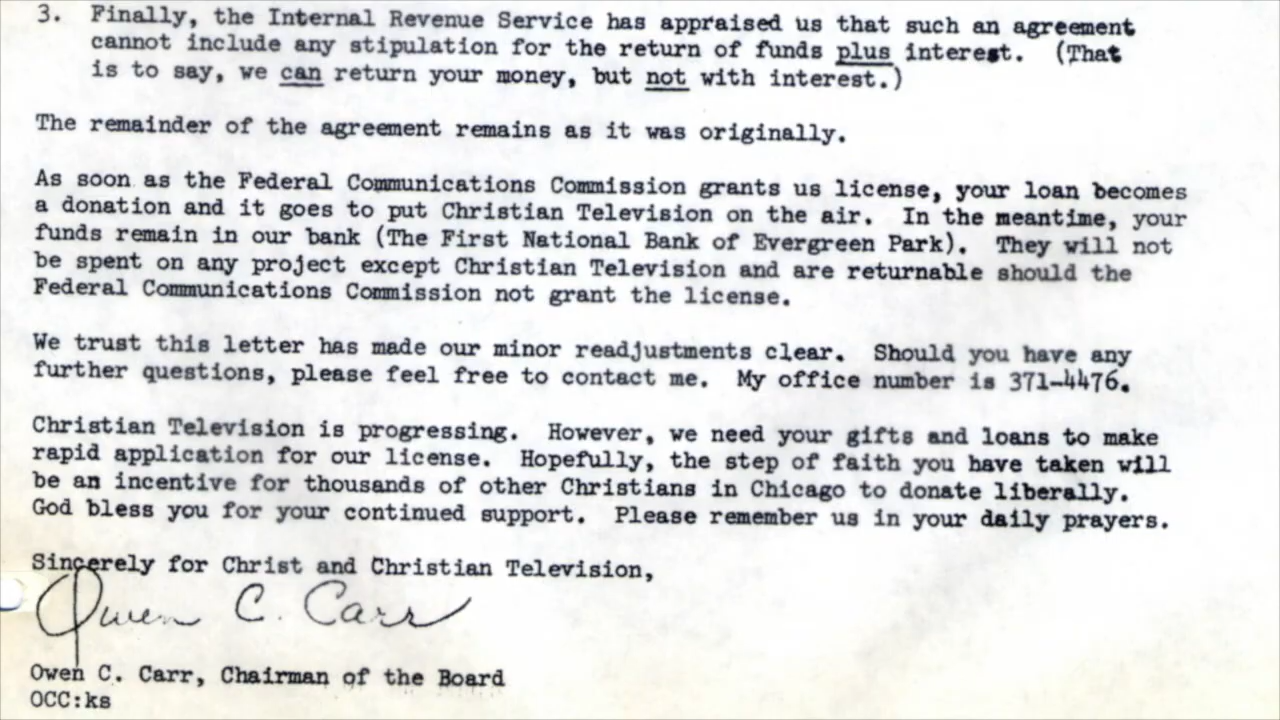 3. Finally, the Internal Revenue Service has appraised us that such an agreement
cannot include any stipulation for the return of funds plus interest. (That
is to say, we can return your money, but not with interest.)
The remainder of the agreement remains as it was originally.
As soon as the Federal Communications Commission grants us license, your loan becomes
a donation and it goes to put Christian Television on the air. In the meantime, your
funds remain in our bank (The First National Bank of Evergreen Park). They will not
be spent on any project except Christian Television and are returnable should the
Federal Communications Commission not grant the license.
We trust this letter has made our minor readjustments clear. Should you have any
further questions, please feel free to contact me. My office number is 371-4476.
Christian Television is progressing. However, we need your gifts and loans to make
rapid application for our license. Hopefully, the step of faith you have taken will
be an incentive for thousands of other Christians in Chicago to donate liberally.
God bless you for your continued support. Please remember us in your daily prayers.
Sincerely for Christ and Christian Television,
Owen C. Carr
Owen C. Carr, Chairman of the Board
OCC:ks